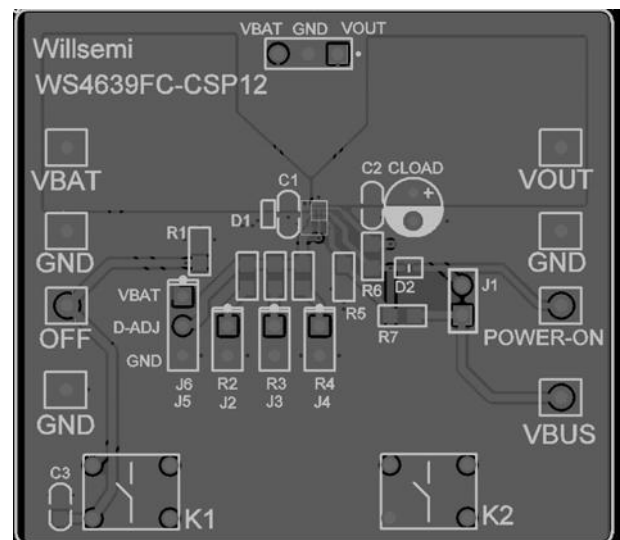 VBAT GND VOUT
Willsemi
WS4639FC-CSP12
VBAT
GND
OFF
GND
C1
D1
R1
C2 CLOAD
+
VOUT
GND
POWER-ON
VBUS
VBAT
D-ADJ
GND
R5
R6
D2
J1
R7
J6 R2 R3 R4
J5 J2 J3 J4
C3
K1
K2